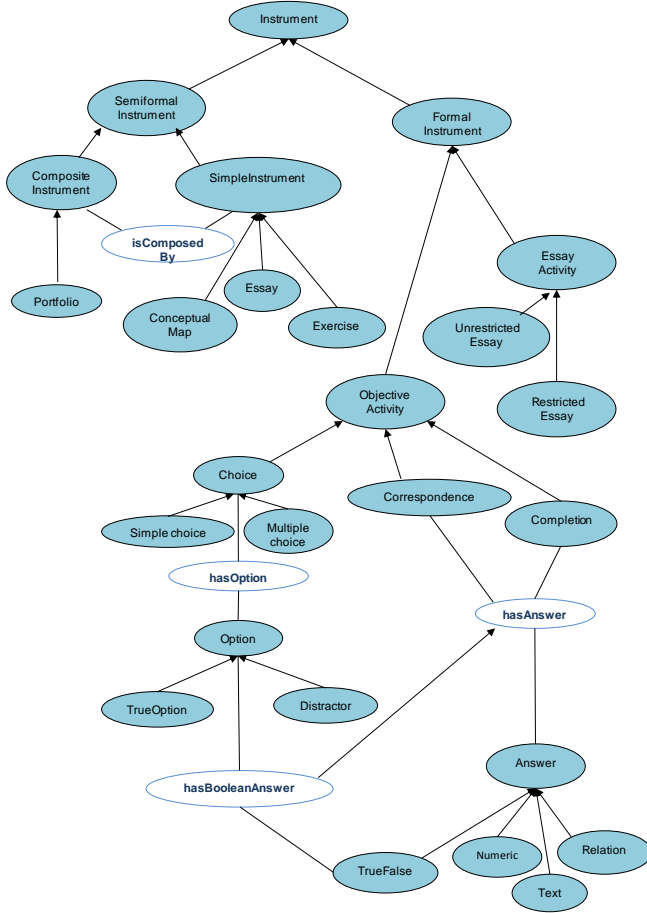 Instrument
Semiformal
Instrument
Formal
Instrument
Composite
Instrument
SimpleInstrument
isComposed
By
Essay
Activity
Portfolio
Essay
Conceptual
Map
Exercise
Unrestricted
Essay
Restricted
Essay
Objective
Activity
Choice
Correspondence
Simple choice
Multiple
choice
Completion
hasOption
hasAnswer
Option
TrueOption
Distractor
Answer
hasBooleanAnswer
TrueFalse
Numeric
Relation
Text